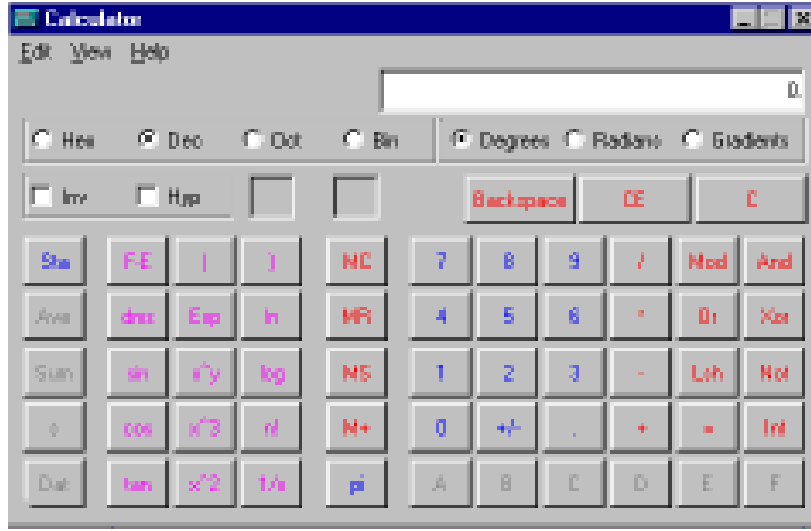 Calculator
Edit View Help
0.
Hex Dec Oct Bin Degrees Radians Gradients
Inv Hyp Backspace CE C
Sta F-E ( ) MC 7 8 9 / Mod And
Ave dms Exp ln MR 4 5 6 * Or Xor
Sum sin x^y log MS 1 2 3 - Lsh Not
s cos x^3 n! M+ 0 +/- . + = Int
Dat tan x^2 1/x pi A B C D E F